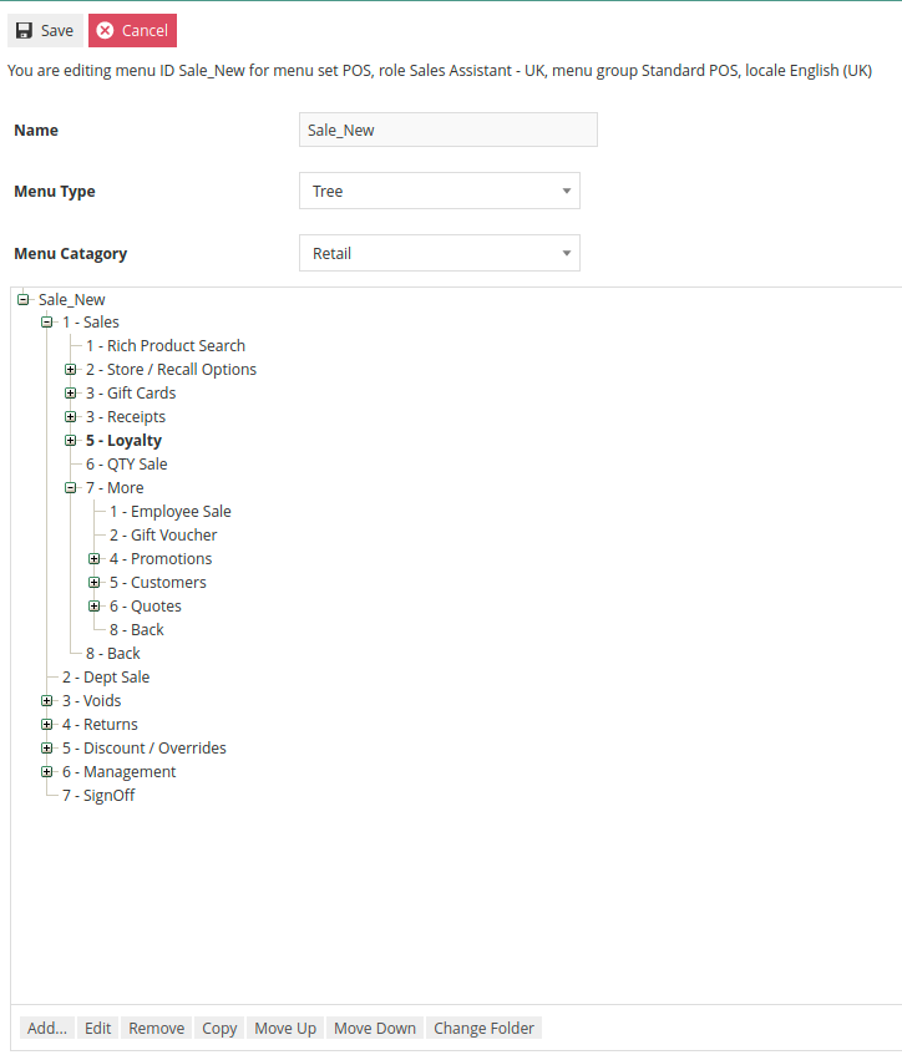 Save Cancel
You are editing menu ID Sale_New for menu set POS, role Sales Assistant - UK, menu group Standard POS, locale English (UK)
Name Sale_New
Menu Type Tree
Menu Catagory Retail
Sale_New
1 - Sales
1 - Rich Product Search
2 - Store / Recall Options
3 - Gift Cards
3 - Receipts
5 - Loyalty
6 - QTY Sale
7 - More
1 - Employee Sale
2 - Gift Voucher
4 - Promotions
5 - Customers
6 - Quotes
8 - Back
8 - Back
2 - Dept Sale
3 - Voids
4 - Returns
5 - Discount / Overrides
6 - Management
7 - SignOff
Add... Edit Remove Copy Move Up Move Down Change Folder